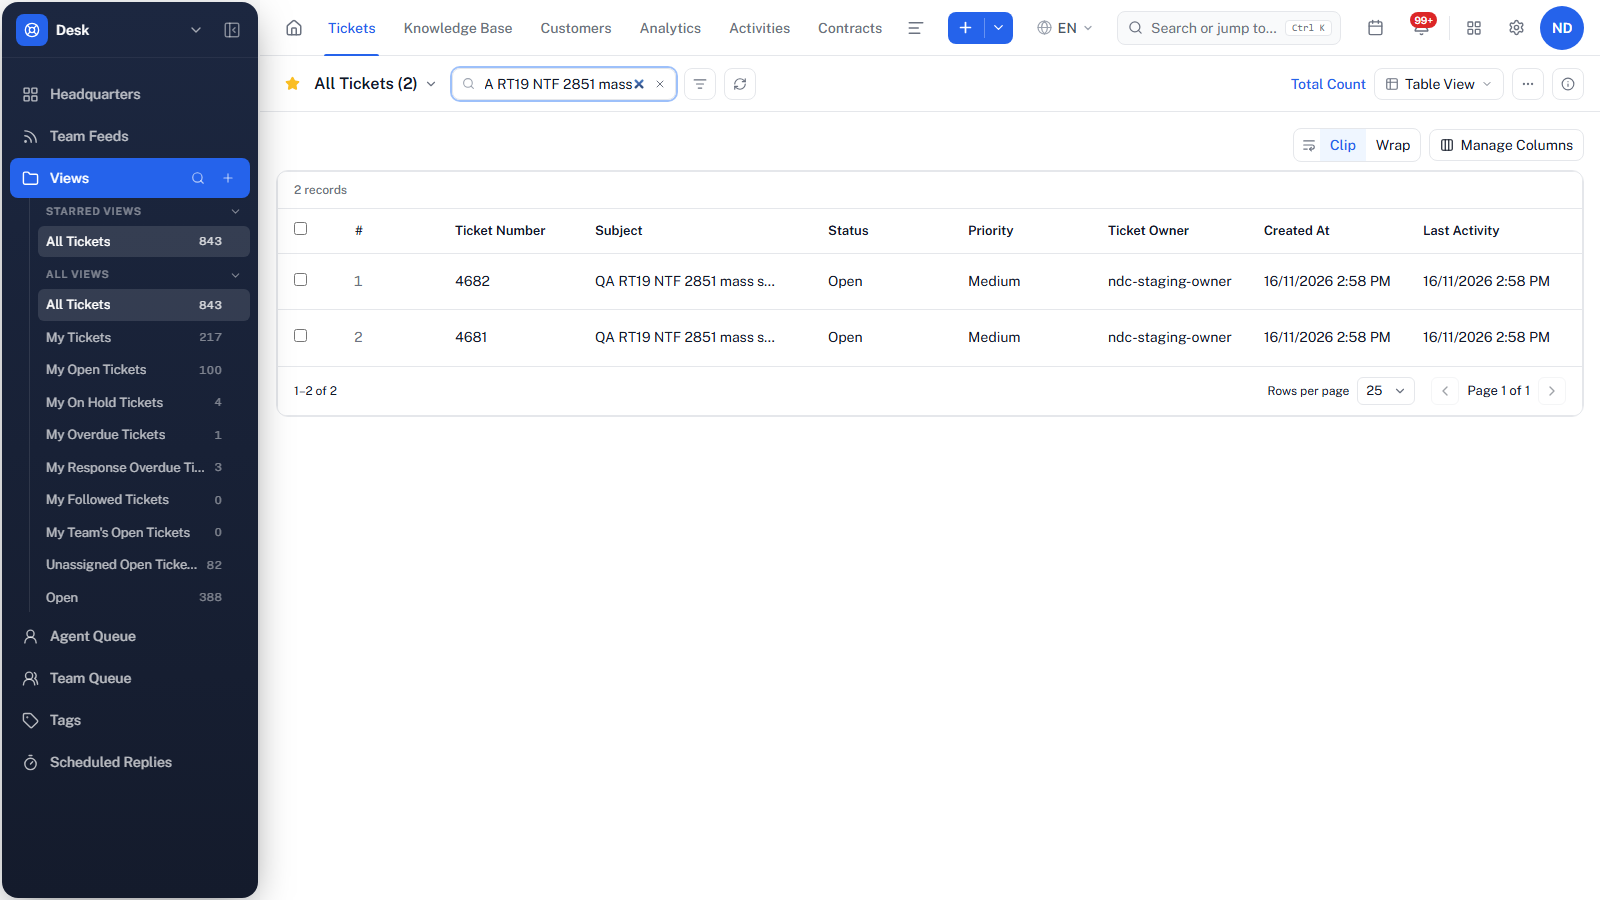 Desk
Tickets
Knowledge Base
Customers
Analytics
Activities
Contracts
EN
Search or jump to...
Ctrl K
99+
ND
Headquarters
Team Feeds
Views
STARRED VIEWS
All Tickets 843
ALL VIEWS
All Tickets 843
My Tickets 217
My Open Tickets 100
My On Hold Tickets 4
My Overdue Tickets 1
My Response Overdue Ti... 3
My Followed Tickets 0
My Team's Open Tickets 0
Unassigned Open Ticke... 82
Open 388
Agent Queue
Team Queue
Tags
Scheduled Replies
All Tickets (2)
A RT19 NTF 2851 mass
Total Count
Table View
Clip
Wrap
Manage Columns
2 records
# Ticket Number Subject Status Priority Ticket Owner Created At Last Activity
1 4682 QA RT19 NTF 2851 mass s... Open Medium ndc-staging-owner 16/11/2026 2:58 PM 16/11/2026 2:58 PM
2 4681 QA RT19 NTF 2851 mass s... Open Medium ndc-staging-owner 16/11/2026 2:58 PM 16/11/2026 2:58 PM
1–2 of 2
Rows per page 25
Page 1 of 1